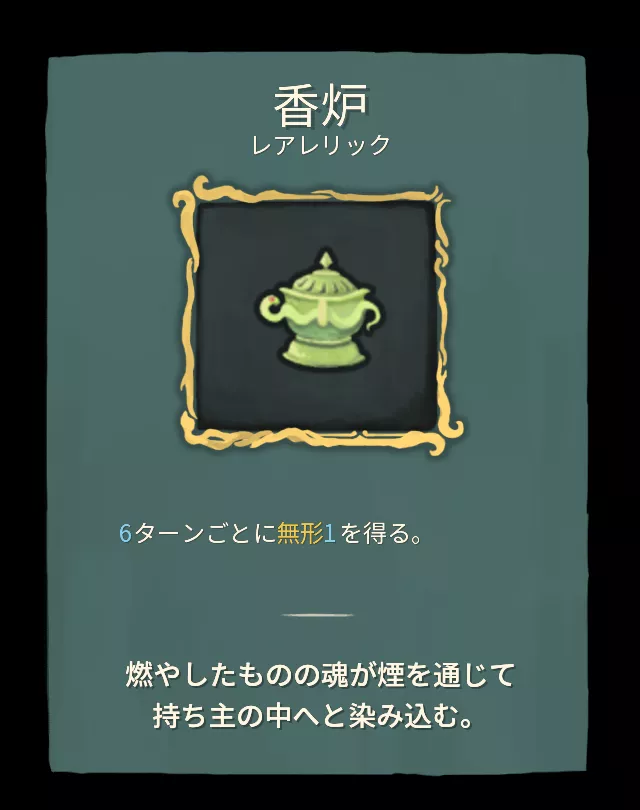 香炉
レアレリック
6ターンごとに無形1を得る。
燃やしたものの魂が煙を通じて
持ち主の中へと染み込む。